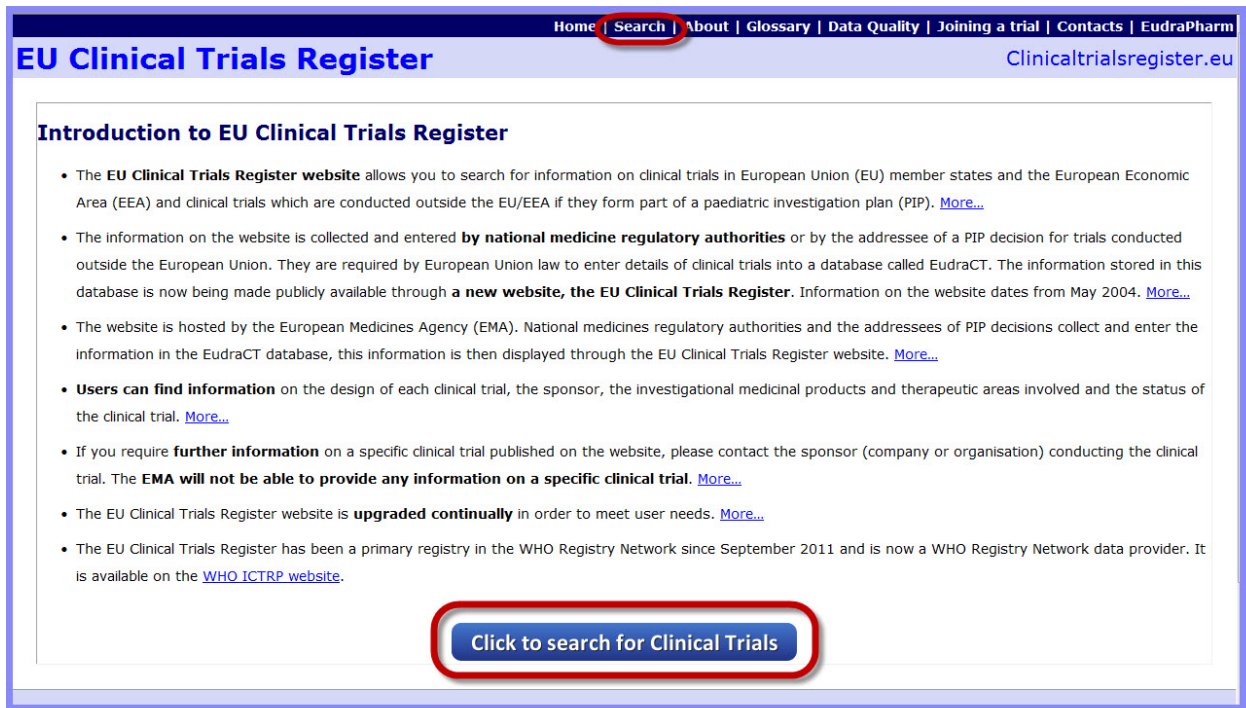 Home | Search | About | Glossary | Data Quality | Joining a trial | Contacts | EudraPharm
EU Clinical Trials Register
Clinicaltrialsregister.eu
Introduction to EU Clinical Trials Register
• The EU Clinical Trials Register website allows you to search for information on clinical trials in European Union (EU) member states and the European Economic
Area (EEA) and clinical trials which are conducted outside the EU/EEA if they form part of a paediatric investigation plan (PIP). More...
• The information on the website is collected and entered by national medicine regulatory authorities or by the addressee of a PIP decision for trials conducted
outside the European Union. They are required by European Union law to enter details of clinical trials into a database called EudraCT. The information stored in this
database is now being made publicly available through a new website, the EU Clinical Trials Register. Information on the website dates from May 2004. More...
• The website is hosted by the European Medicines Agency (EMA). National medicines regulatory authorities and the addressees of PIP decisions collect and enter the
information in the EudraCT database, this information is then displayed through the EU Clinical Trials Register website. More...
• Users can find information on the design of each clinical trial, the sponsor, the investigational medicinal products and therapeutic areas involved and the status of
the clinical trial. More...
• If you require further information on a specific clinical trial published on the website, please contact the sponsor (company or organisation) conducting the clinical
trial. The EMA will not be able to provide any information on a specific clinical trial. More...
• The EU Clinical Trials Register website is upgraded continually in order to meet user needs. More...
• The EU Clinical Trials Register has been a primary registry in the WHO Registry Network since September 2011 and is now a WHO Registry Network data provider. It
is available on the WHO ICTRP website.
Click to search for Clinical Trials